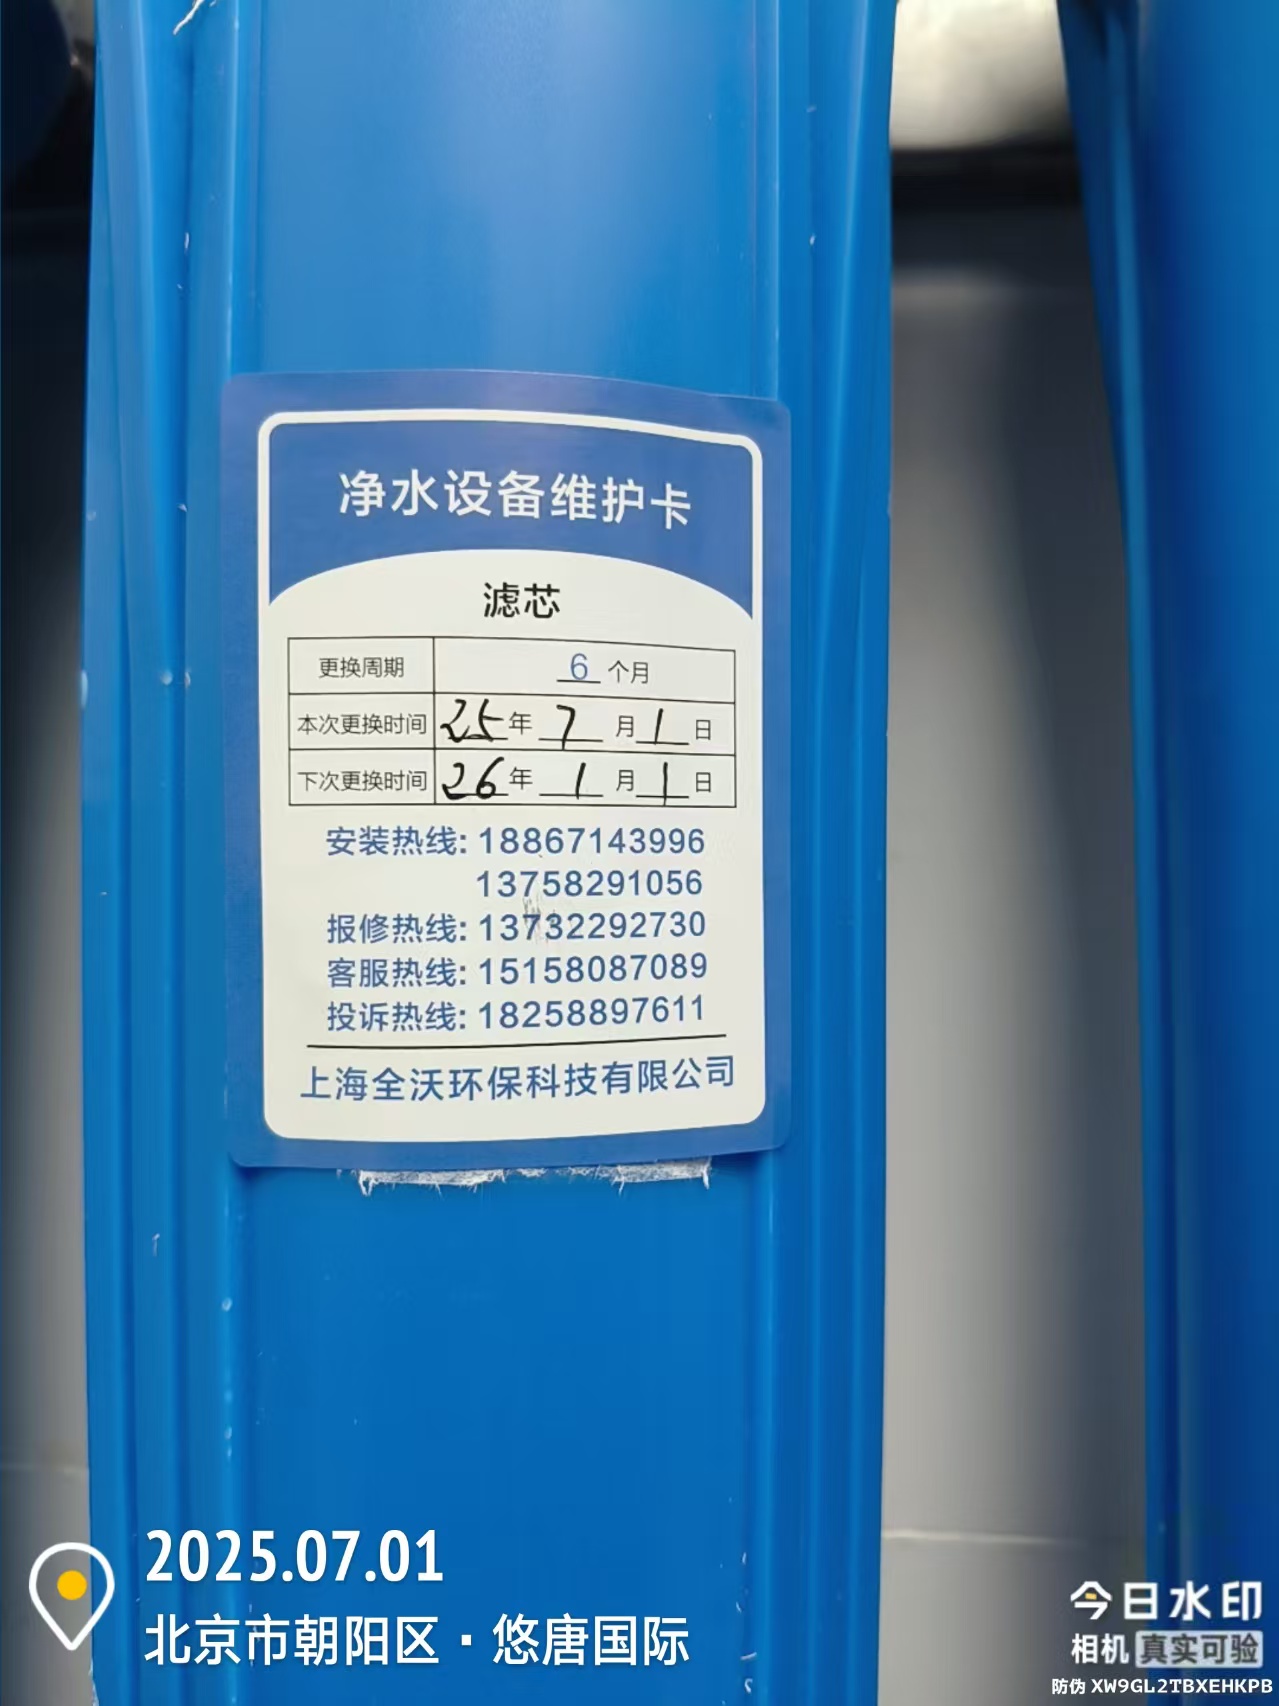 净水设备维护卡
滤芯
更换周期 6 个月
本次更换时间 25 年 7 月 1 日
下次更换时间 26 年 1 月 1 日
安装热线: 18867143996
13758291056
报修热线: 13732292730
客服热线: 15158087089
投诉热线: 18258897611
上海全沃环保科技有限公司
2025.07.01
北京市朝阳区·悠唐国际
今日水印
相机 真实可验
防伪 XW9GL2TBXEHKPB